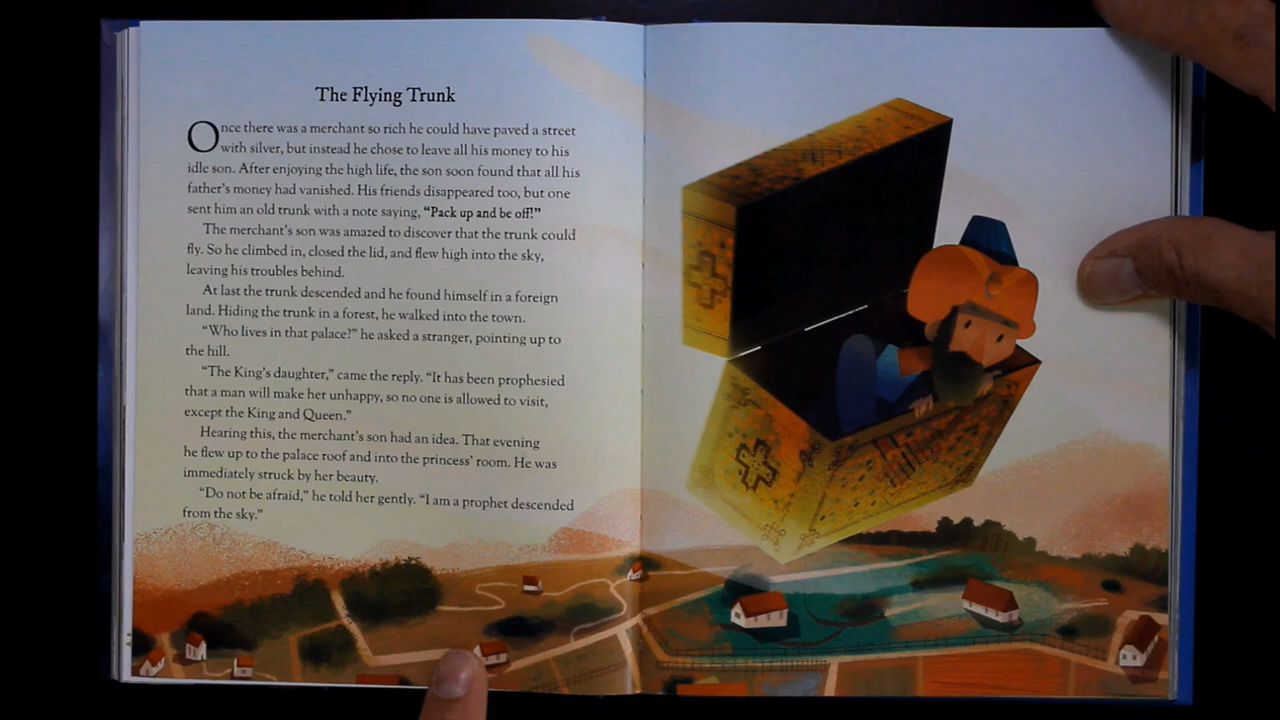 The Flying Trunk
Once there was a merchant so rich he could have paved a street
with silver, but instead he chose to leave all his money to his
idle son. After enjoying the high life, the son soon found that all his
father's money had vanished. His friends disappeared too, but one
sent him an old trunk with a note saying, “Pack up and be off!”
The merchant's son was amazed to discover that the trunk could
fly. So he climbed in, closed the lid, and flew high into the sky,
leaving his troubles behind.
At last the trunk descended and he found himself in a foreign
land. Hiding the trunk in a forest, he walked into the town.
“Who lives in that palace?” he asked a stranger, pointing up to
the hill.
“The King's daughter,” came the reply. “It has been prophesied
that a man will make her unhappy, so no one is allowed to visit,
except the King and Queen.”
Hearing this, the merchant's son had an idea. That evening
he flew up to the palace roof and into the princess' room. He was
immediately struck by her beauty.
“Do not be afraid,” he told her gently. “I am a prophet descended
from the sky.”